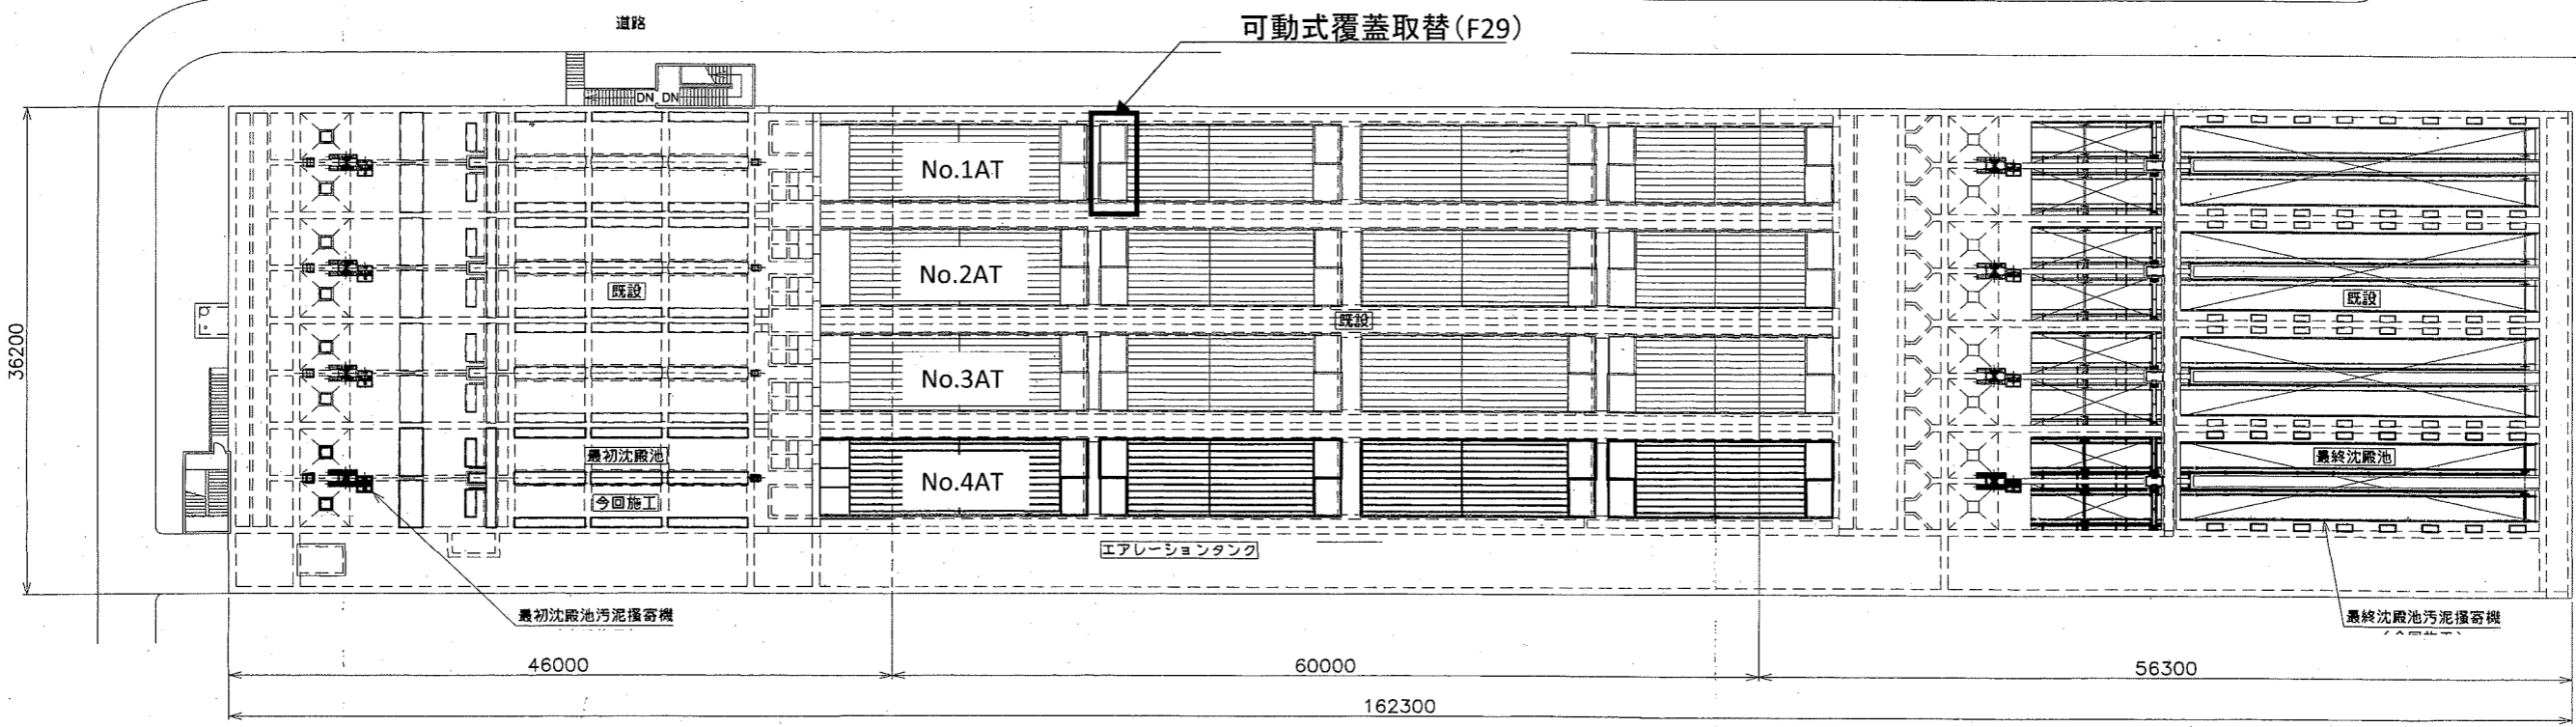 道路
可動式覆蓋取替(F29)
DN DN
No.1AT
No.2AT
既設
既設
既設
36200
No.3AT
最初沈殿池
今回施工
No.4AT
最終沈殿池
エアレーションタンク
最初沈殿池汚泥掻寄機
最終沈殿池汚泥掻寄機
46000
60000
56300
162300